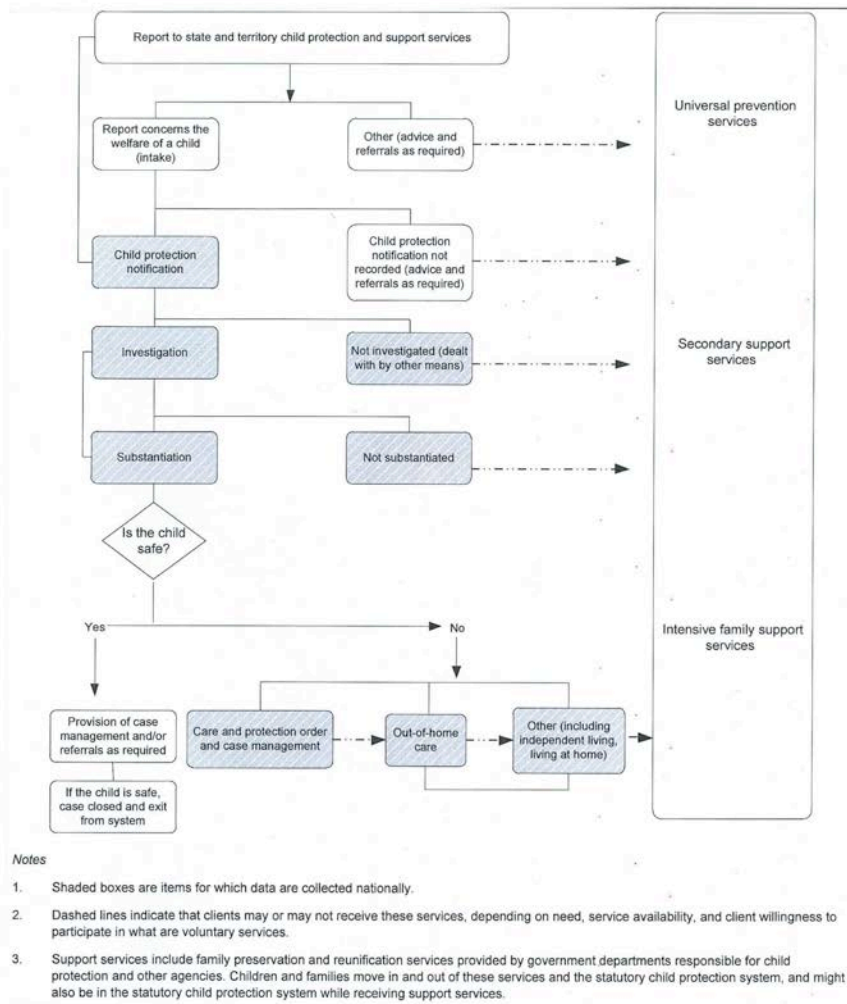 Report to state and territory child protection and support services
Universal prevention
services
Report concerns the
welfare of a child
(intake)
Other (advice and
referrals as required)
Child protection
notification
Child protection
notification not
recorded (advice and
referrals as required)
Investigation
Not investigated (dealt
with by other means)
Secondary support
services
Substantiation
Not substantiated
Is the child
safe?
Yes
No
Intensive family support
services
Provision of case
management and/or
referrals as required
Care and protection order
and case management
Out-of-home
care
Other (including
independent living,
living at home)
If the child is safe,
case closed and exit
from system
Notes
1. Shaded boxes are items for which data are collected nationally.
2. Dashed lines indicate that clients may or may not receive these services, depending on need, service availability, and client willingness to
participate in what are voluntary services.
3. Support services include family preservation and reunification services provided by government departments responsible for child
protection and other agencies. Children and families move in and out of these services and the statutory child protection system, and might
also be in the statutory child protection system while receiving support services.